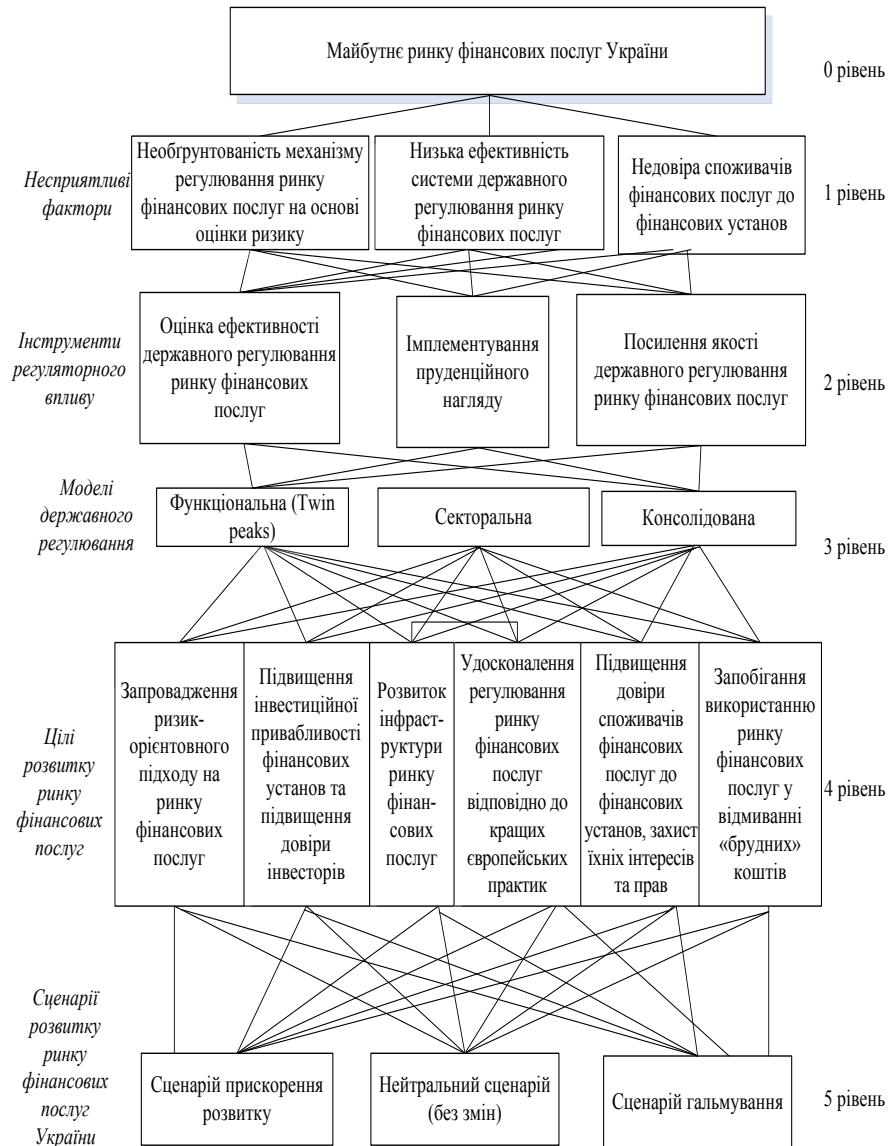 Майбутнє ринку фінансових послуг України
0 рівень
Несприятливі
фактори
Необґрунтованість механізму
регулювання ринку
фінансових послуг на основі
оцінки ризику
Низька ефективність
системи державного
регулювання ринку
фінансових послуг
Недовіра споживачів
фінансових послуг до
фінансових установ
1 рівень
Інструменти
регуляторного
впливу
Оцінка ефективності
державного регулювання
ринку фінансових
послуг
Імплементування
пруденційного
нагляду
Посилення якості
державного регулювання
ринку фінансових послуг
2 рівень
Моделі
державного
регулювання
Функціональна (Twin
peaks)
Секторальна
Консолідована
3 рівень
Цілі
розвитку
ринку
фінансових
послуг
Запровадження
ризик-
орієнтовного
підходу на
ринку
фінансових
послуг
Підвищення
інвестиційної
привабливості
фінансових
установ та
підвищення
довіри
інвесторів
Розвиток
інфраст-
руктури
ринку
фінан-
сових
послуг
Удосконалення
регулювання
ринку
фінансових
послуг
відповідно до
кращих
європейських
практик
Підвищення
довіри
споживачів
фінансових
послуг до
фінансових
установ, захист
їхніх інтересів
та прав
Запобігання
використанню
ринку
фінансових
послуг у
відмиванні
«брудних»
коштів
4 рівень
Сценарії
розвитку
ринку
фінансових
послуг
України
Сценарій прискорення
розвитку
Нейтральний сценарій
(без змін)
Сценарій гальмування
5 рівень